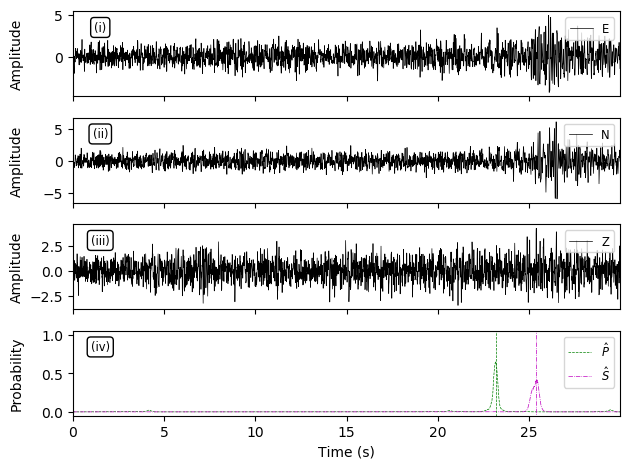 5
0
Amplitude
(i)
E
5
0
−5
Amplitude
(ii)
N
2.5
0.0
−2.5
Amplitude
(iii)
Z
1.0
0.5
0.0
Probability
(iv)
P̂
Ŝ
0 5 10 15 20 25
Time (s)